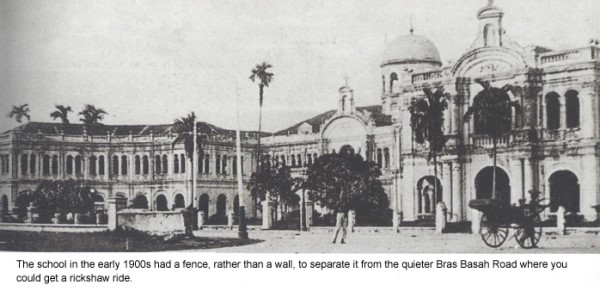 The school in the early 1900s had a fence, rather than a wall, to separate it from the quieter Bras Basah Road where you
could get a rickshaw ride.